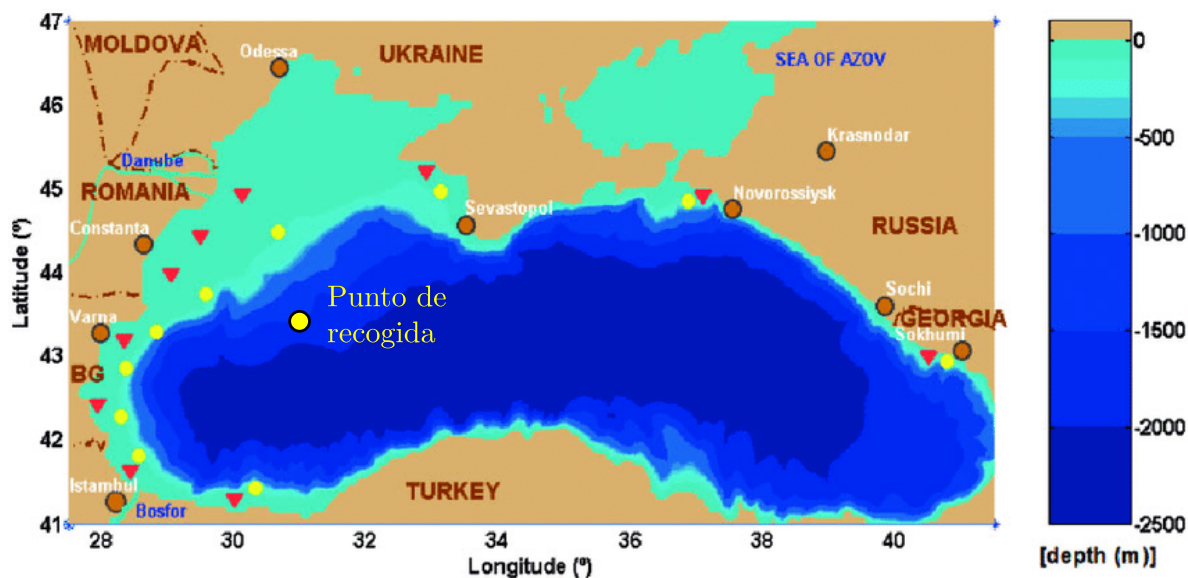 47
46
45
44
43
42
41
Latitude (º)
MOLDOVA
Odessa
UKRAINE
SEA OF AZOV
Krasnodar
Danube
ROMANIA
Sevastopol
Novorossiysk
Constanta
RUSSIA
Punto de
recogida
Sochi
GEORGIA
Varna
Sokhumi
BG
Istambul
Bosfor
TURKEY
28
30
32
34
36
38
40
Longitude (º)
0
-500
-1000
-1500
-2000
-2500
[depth (m)]